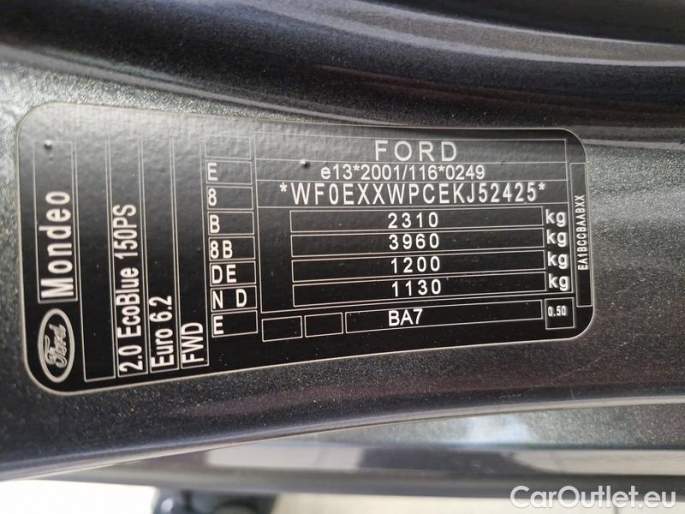 Ford
Mondeo
2.0 EcoBlue 150PS
Euro 6.2
FWD
E
8
B
8B
DE
N D
E
FORD
e13*2001/116*0249
*WF0EXXWPCEKJ52425*
2310 kg
3960 kg
1200 kg
1130 kg
BA7
0.50
EA1BCCBAABXX
CarOutlet.eu